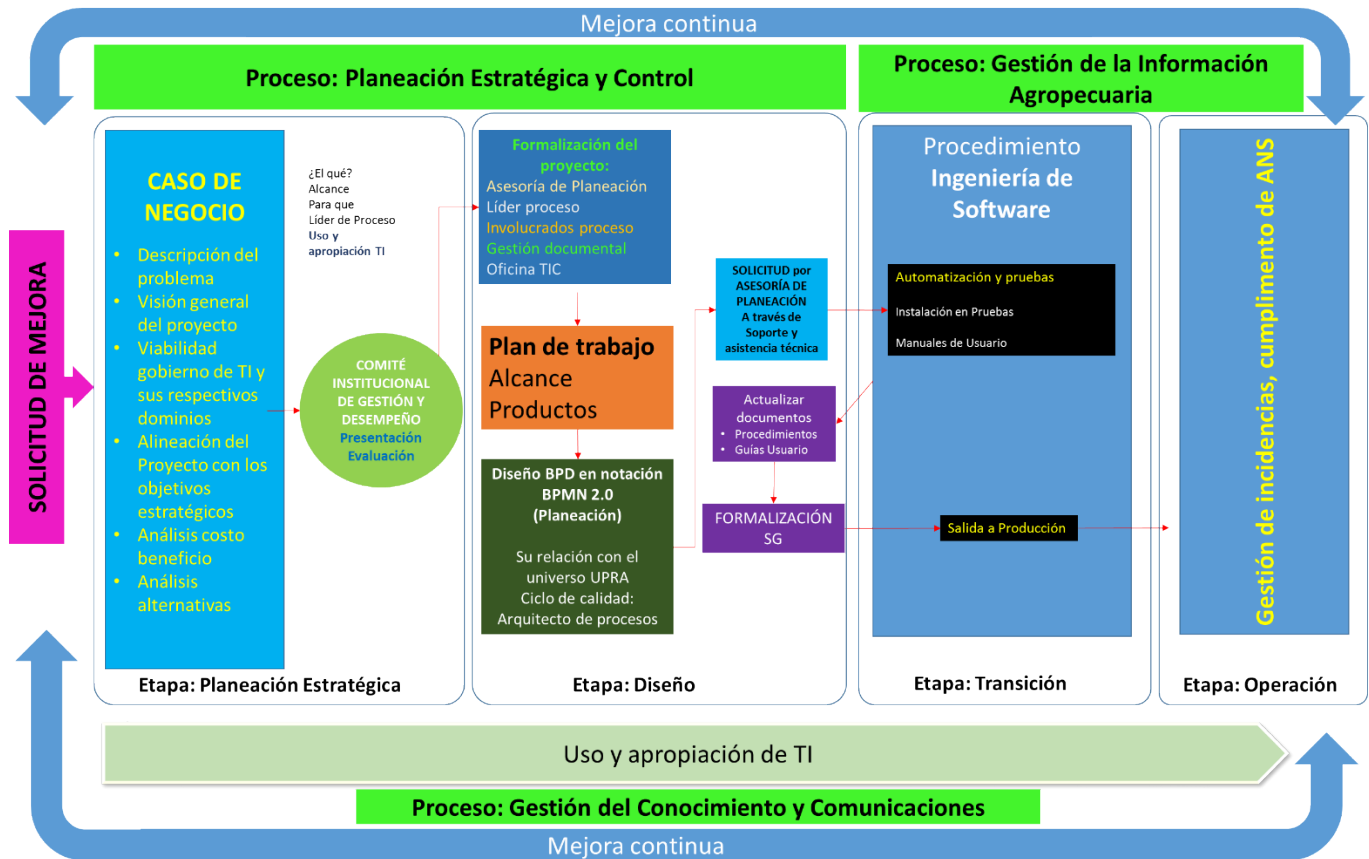 Mejora continua
Proceso: Planeación Estratégica y Control
Proceso: Gestión de la Información
Agropecuaria
SOLICITUD DE MEJORA
CASO DE
NEGOCIO
• Descripción del
problema
• Visión general
del proyecto
• Viabilidad
gobierno de TI y
sus respectivos
dominios
• Alineación del
Proyecto con los
objetivos
estratégicos
• Análisis costo
beneficio
• Análisis
alternativas
¿El qué?
Alcance
Para que
Líder de Proceso
Uso y
apropiación TI
COMITÉ
INSTITUCIONAL
DE GESTIÓN Y
DESEMPEÑO
Presentación
Evaluación
Etapa: Planeación Estratégica
Formalización del
proyecto:
Asesoría de Planeación
Líder proceso
Involucrados proceso
Gestión documental
Oficina TIC
Plan de trabajo
Alcance
Productos
Diseño BPD en notación
BPMN 2.0
(Planeación)
Su relación con el
universo UPRA
Ciclo de calidad:
Arquitecto de procesos
SOLICITUD por
ASESORÍA DE
PLANEACIÓN
A través de
Soporte y
asistencia técnica
Actualizar
documentos
• Procedimientos
• Guías Usuario
FORMALIZACIÓN
SG
Etapa: Diseño
Procedimiento
Ingeniería de
Software
Automatización y pruebas
Instalación en Pruebas
Manuales de Usuario
Salida a Producción
Etapa: Transición
Gestión de incidencias, cumplimento de ANS
Etapa: Operación
Uso y apropiación de TI
Proceso: Gestión del Conocimiento y Comunicaciones
Mejora continua